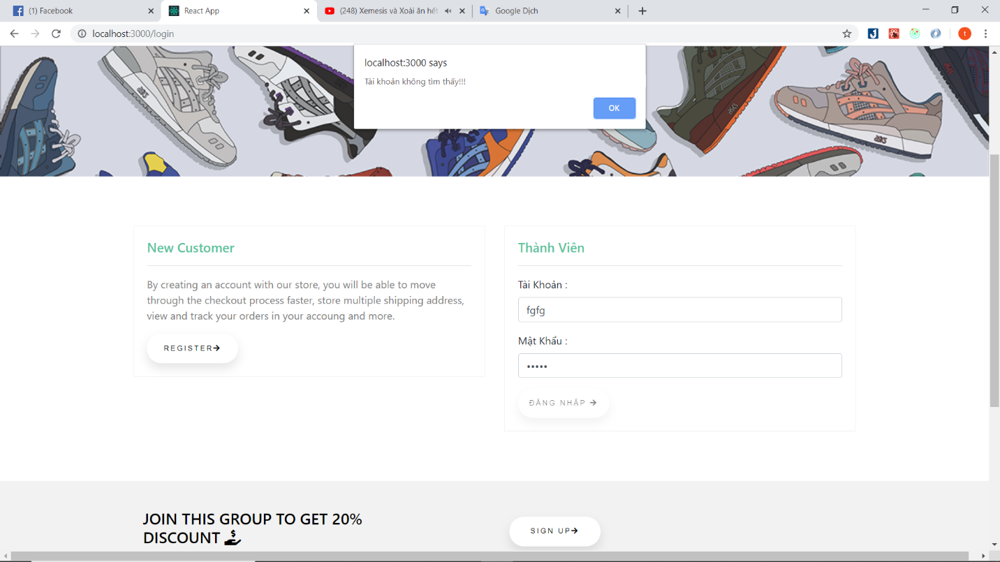 (1) Facebook
React App
(248) Xemesis và Xoài ăn hết
Google Dịch
localhost:3000/login
t
localhost:3000 says
Tài khoản không tìm thấy!!!
OK
asics
asics
New Customer
By creating an account with our store, you will be able to move
through the checkout process faster, store multiple shipping address,
view and track your orders in your accoung and more.
REGISTER
Thành Viên
Tài Khoản :
fgfg
Mật Khẩu :
•••••
ĐĂNG NHẬP
JOIN THIS GROUP TO GET 20%
DISCOUNT
SIGN UP